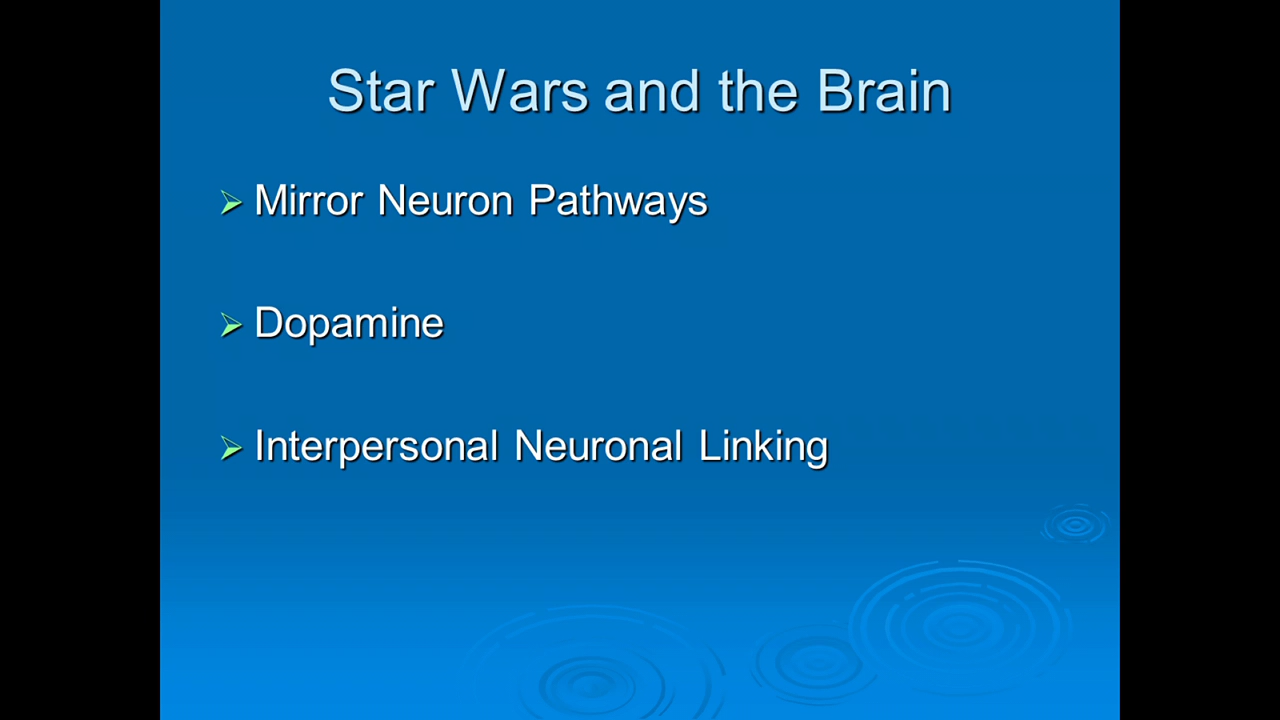 Star Wars and the Brain
Mirror Neuron Pathways
Dopamine
Interpersonal Neuronal Linking